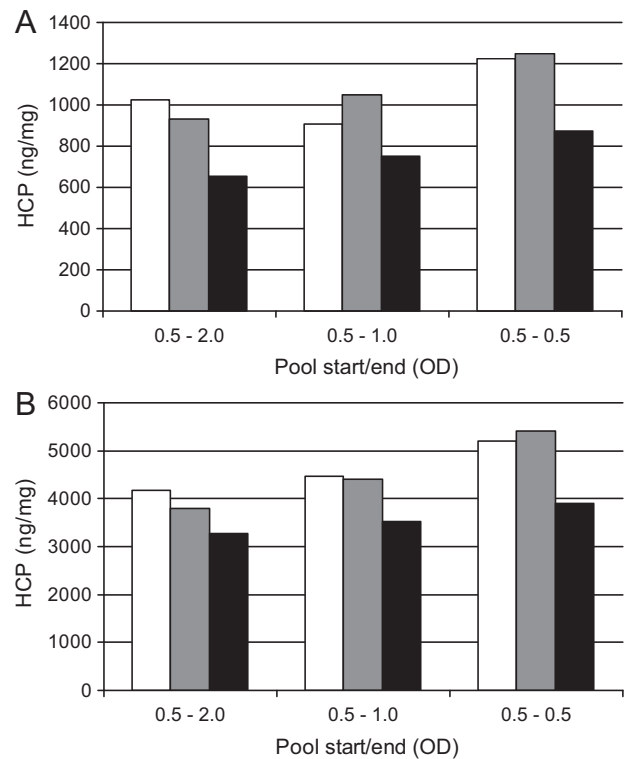 A
HCP (ng/mg)
1400
1200
1000
800
600
400
200
0
0.5 - 2.0 0.5 - 1.0 0.5 - 0.5
Pool start/end (OD)
B
HCP (ng/mg)
6000
5000
4000
3000
2000
1000
0
0.5 - 2.0 0.5 - 1.0 0.5 - 0.5
Pool start/end (OD)